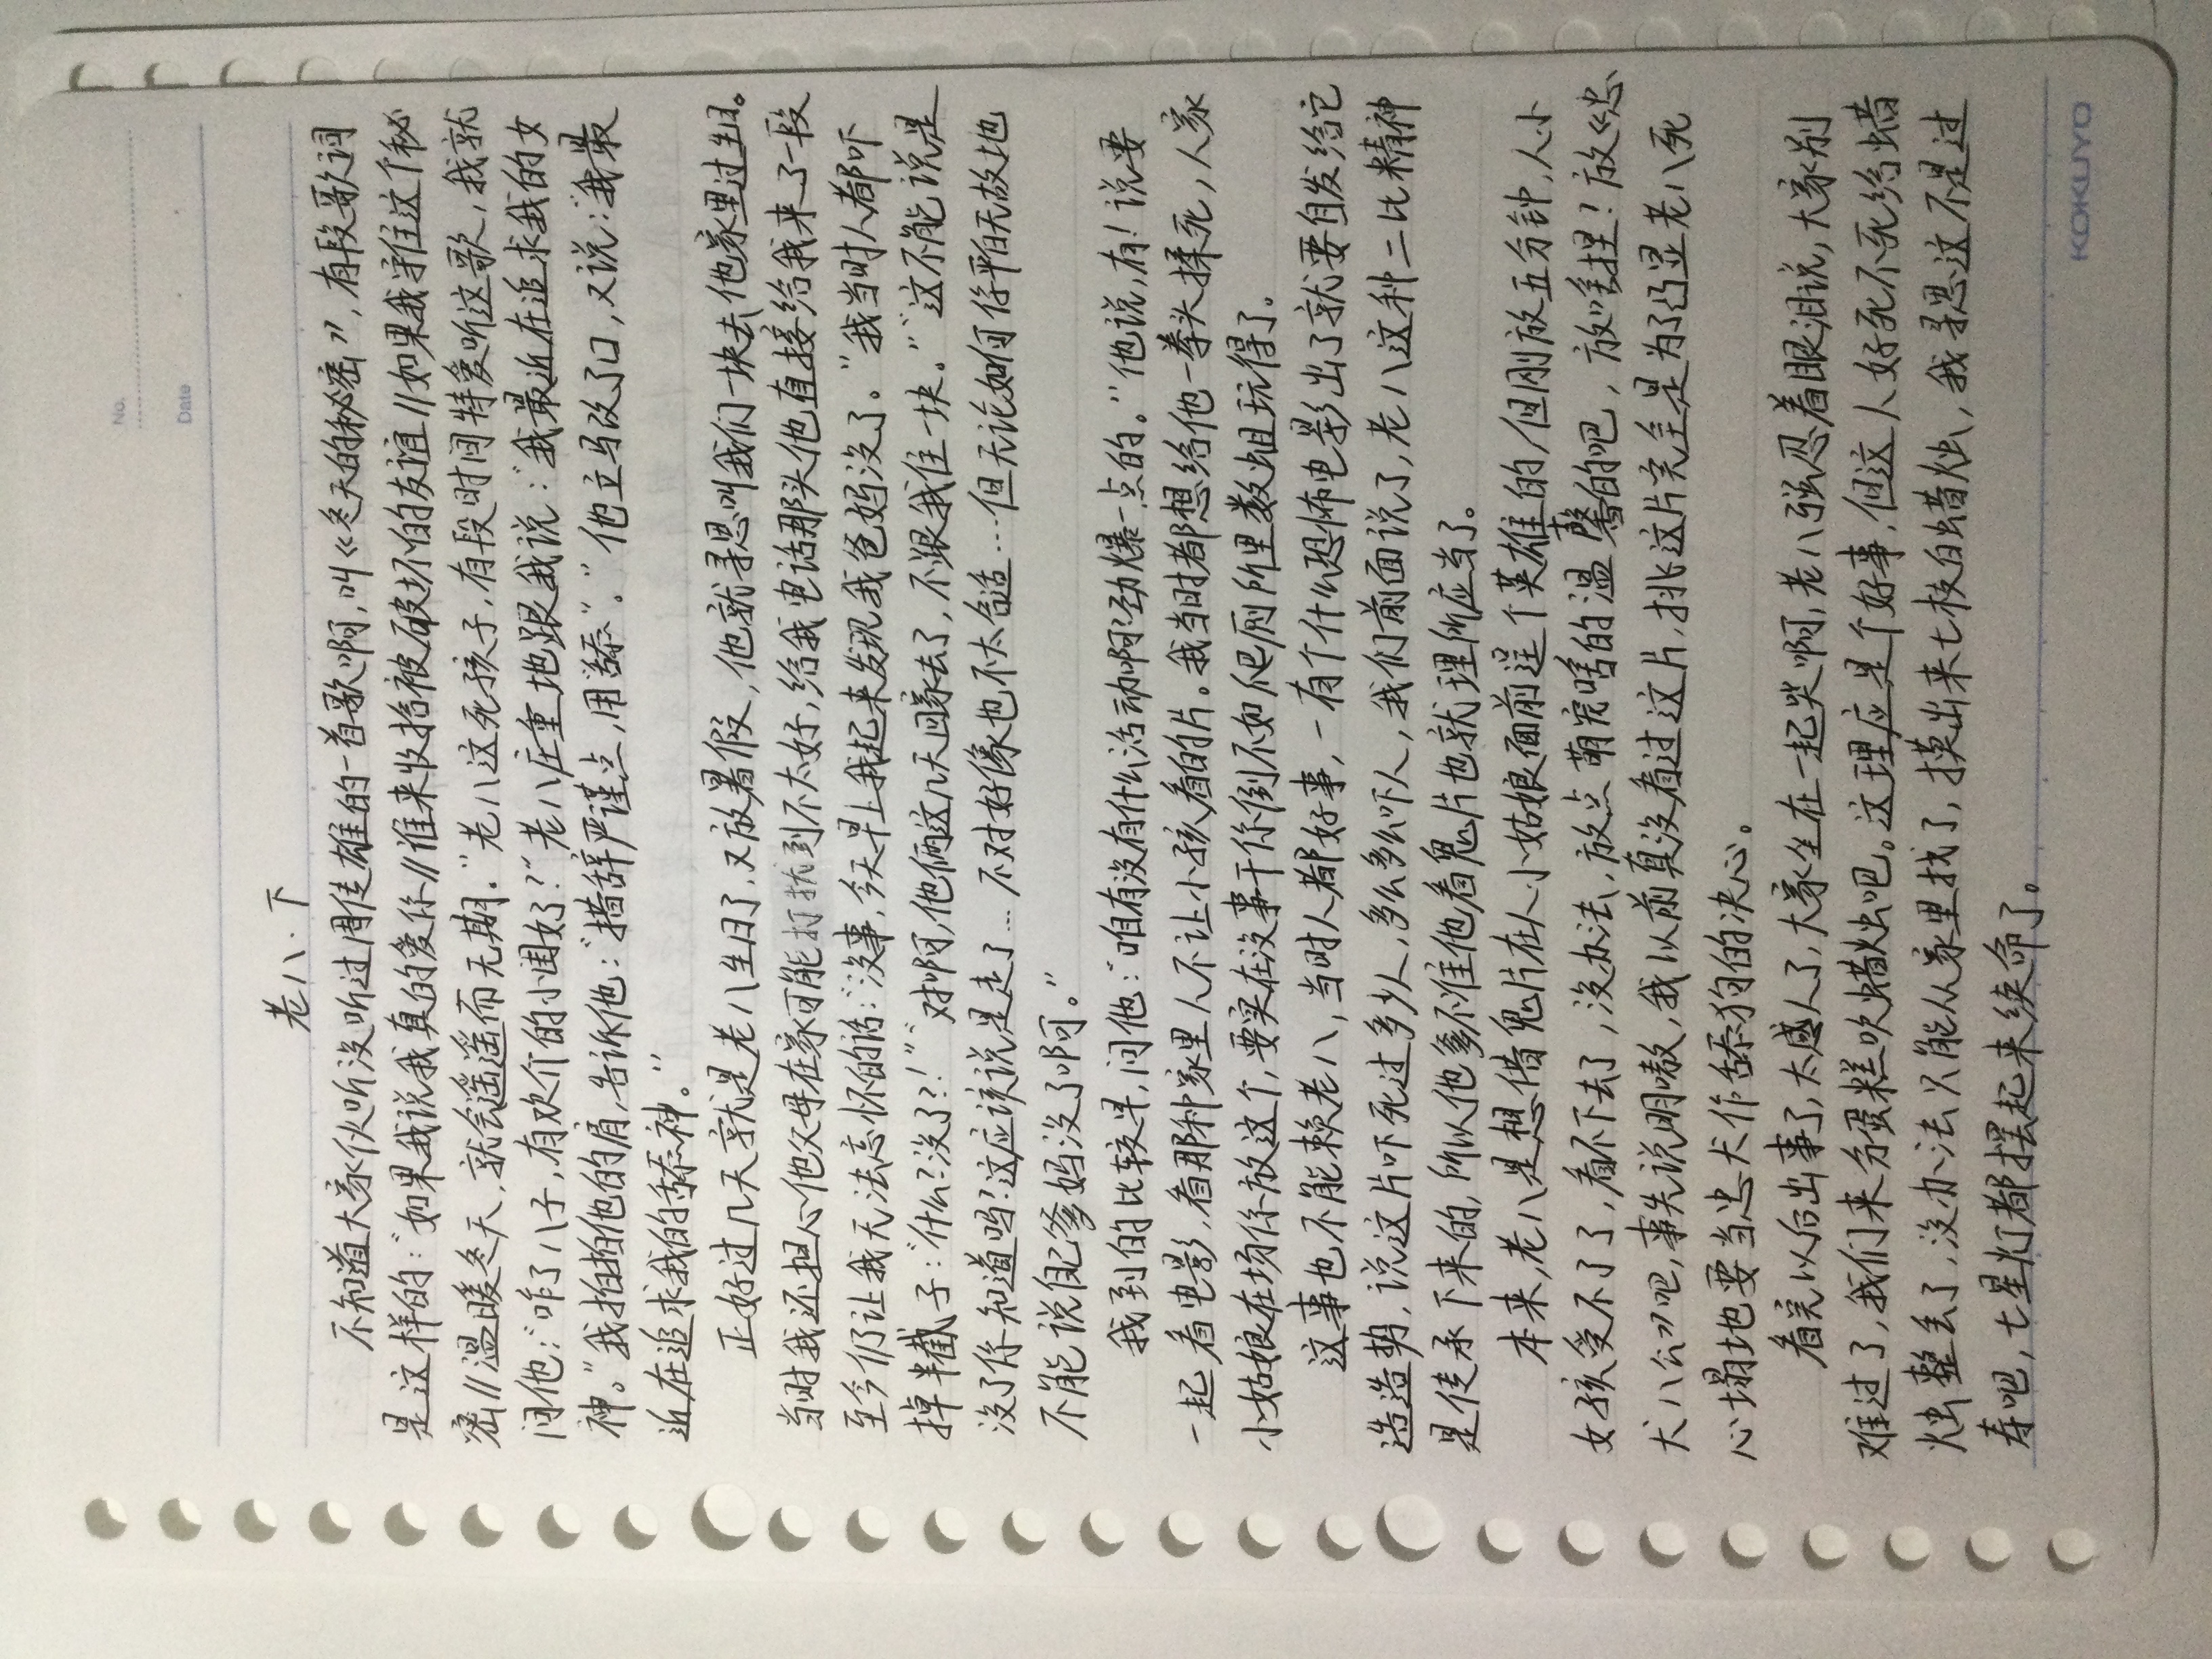 No.
Date
老八·下
不知道大家伙听没听过周传雄的一首歌啊,叫《冬天的秘密》,有段歌词
是这样的:“如果我说我真的爱你//谁来收拾被破坏的友谊//如果我守住这个秘
密//温暖冬天,就会遥遥而无期.”老八这死孩子,有段时间特爱听这歌,我就
问他:“咋了八子,有欢介的小囡好了?”老八庄重地跟我说:“我最近在追求我的女
神。”我拍拍他的肩,告诉他:“措辞严谨点,用“舔”。”他立马改了口,又说:“我最
近在追求我的舔神。”
正好过几天就是老八生日了,又放暑假,他就寻思叫我们一块去他家里过生日。
当时我还担心他父母在家可能打扰到不太好,给我电话那头他直接给我来了一段
至今仍让我无法忘怀的话:“没事,今天早上我起来发现我爸妈没了。”我当时人都吓
掉半截子:“什么?没了?!”“对啊,他俩这几天回家去了,不跟我住一块。”“这不能说是
没了你知道吗?这应该说是走了…不对好像也不太合适…但无论如何你平白无故地
不能说自己爹妈没了啊。”
我到的比较早,问他:“咱有没有什么活动啊?劲爆一点的。”他说,有!说要
一起看电影,看那种家里人不让小孩看的片。我当时都想给他一拳头揍死,人家
小姑娘在场你放这个,要实在没事干你倒不如爬厕所里数蛆玩得了。
这事也不能赖老八,当时人都好事,一有个什么恐怖电影出了就要自发给它
造造势,说这片吓死过多少人,多么多么吓人,我们前面说了,老八这种二比精神
是传承下来的,所以他爹不准他看鬼片也就理所应当了。
本来,老八是想借鬼片在人小姑娘面前逞个英雄的,但刚放五分钟,人小
女孩受不了了,看不下去了,没办法,放点萌宠啥的温馨的吧,放啥捏?放《忠
犬八公》吧,事先说明嗷,我以前真没看过这片,挑这片完全是为了凸显老八死
心塌地要当忠犬作舔狗的决心。
看完以后出事了,太感人了,大家坐在一起哭啊,老八强忍着眼泪说,大家别
难过了,我们来分蛋糕吹蜡烛吧。这理应是个好事,但这人好死不死给蜡
烛整丢了,没办法只能从家里找了,摸出来七枝白蜡烛,我寻思这不是过
寿吧,七星灯都摆起来续命了。
KOKUYO